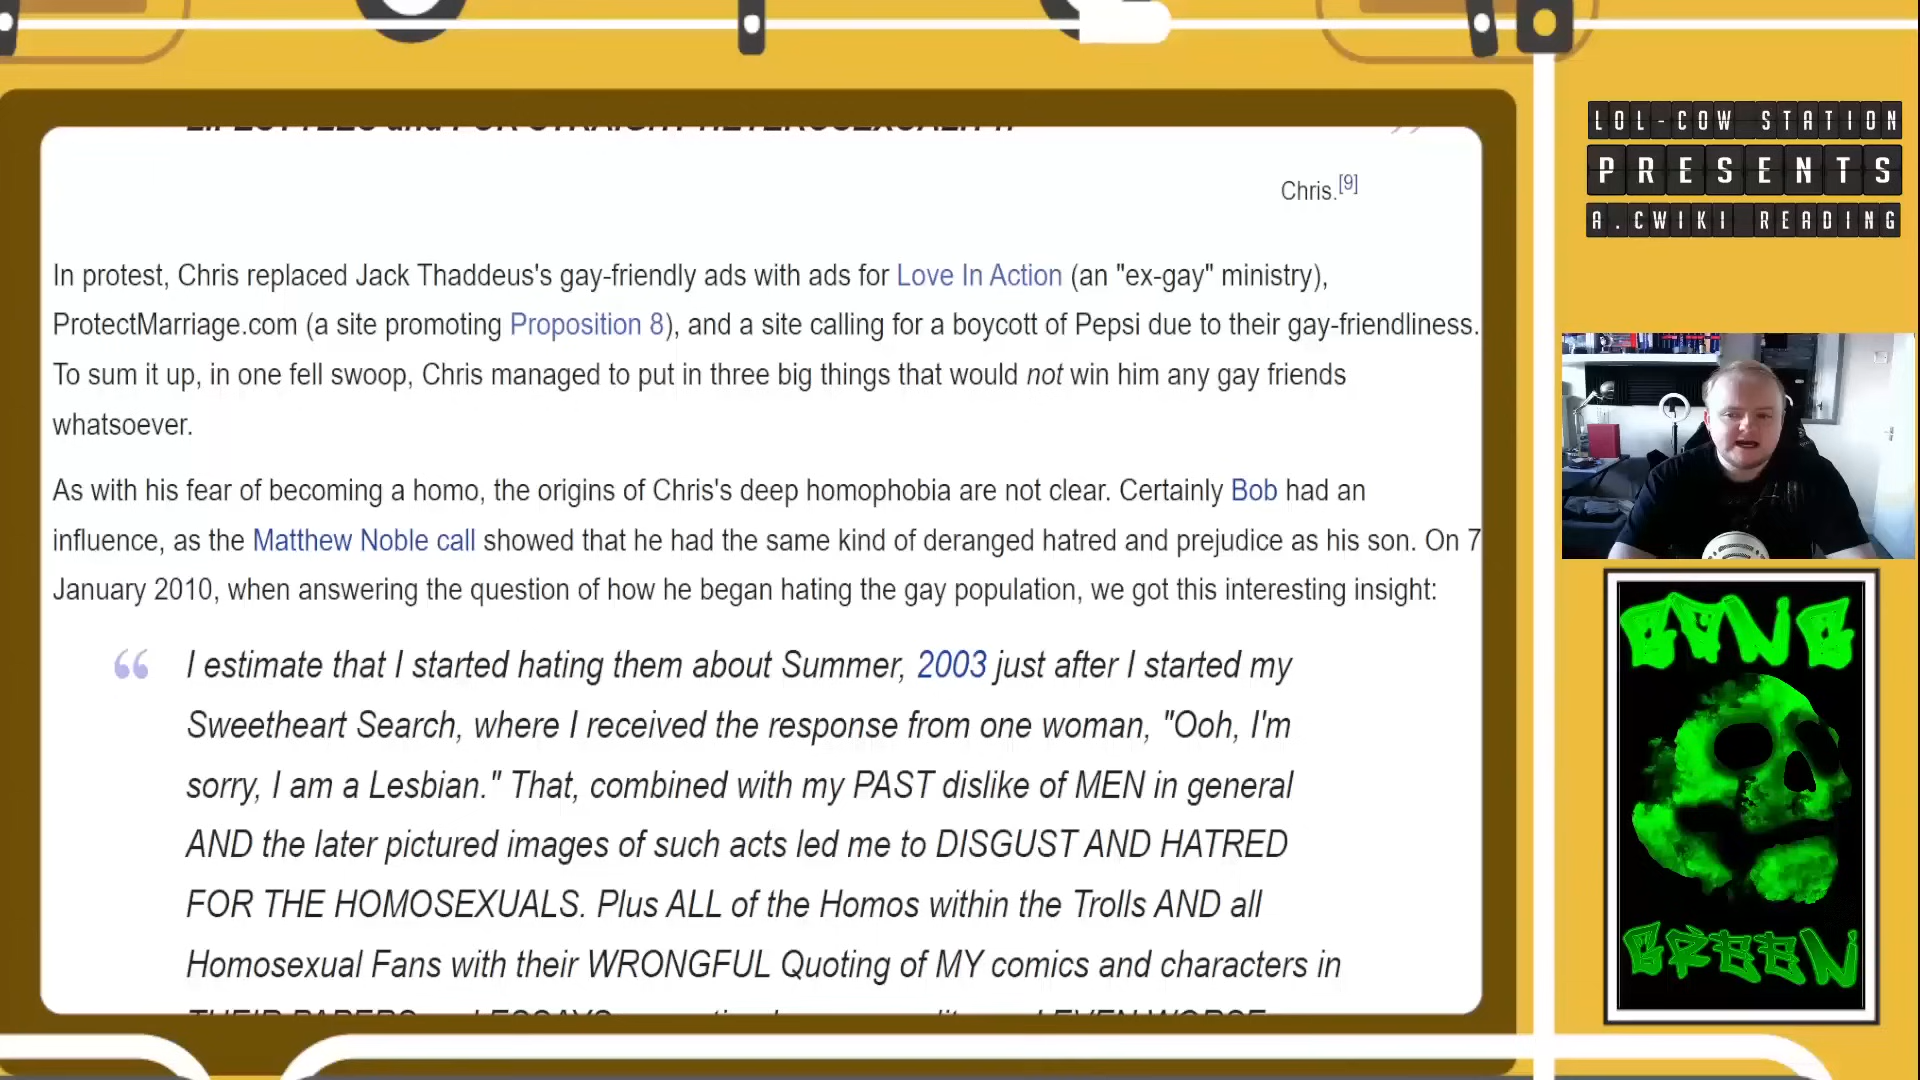 Chris.[9]
In protest, Chris replaced Jack Thaddeus's gay-friendly ads with ads for Love In Action (an "ex-gay" ministry),
ProtectMarriage.com (a site promoting Proposition 8), and a site calling for a boycott of Pepsi due to their gay-friendliness.
To sum it up, in one fell swoop, Chris managed to put in three big things that would not win him any gay friends
whatsoever.
As with his fear of becoming a homo, the origins of Chris's deep homophobia are not clear. Certainly Bob had an
influence, as the Matthew Noble call showed that he had the same kind of deranged hatred and prejudice as his son. On 7
January 2010, when answering the question of how he began hating the gay population, we got this interesting insight:
“ I estimate that I started hating them about Summer, 2003 just after I started my
Sweetheart Search, where I received the response from one woman, "Ooh, I'm
sorry, I am a Lesbian." That, combined with my PAST dislike of MEN in general
AND the later pictured images of such acts led me to DISGUST AND HATRED
FOR THE HOMOSEXUALS. Plus ALL of the Homos within the Trolls AND all
Homosexual Fans with their WRONGFUL Quoting of MY comics and characters in
LOL-COW STATION
PRESENTS
A.CWIKI READING
GONG
GREEN